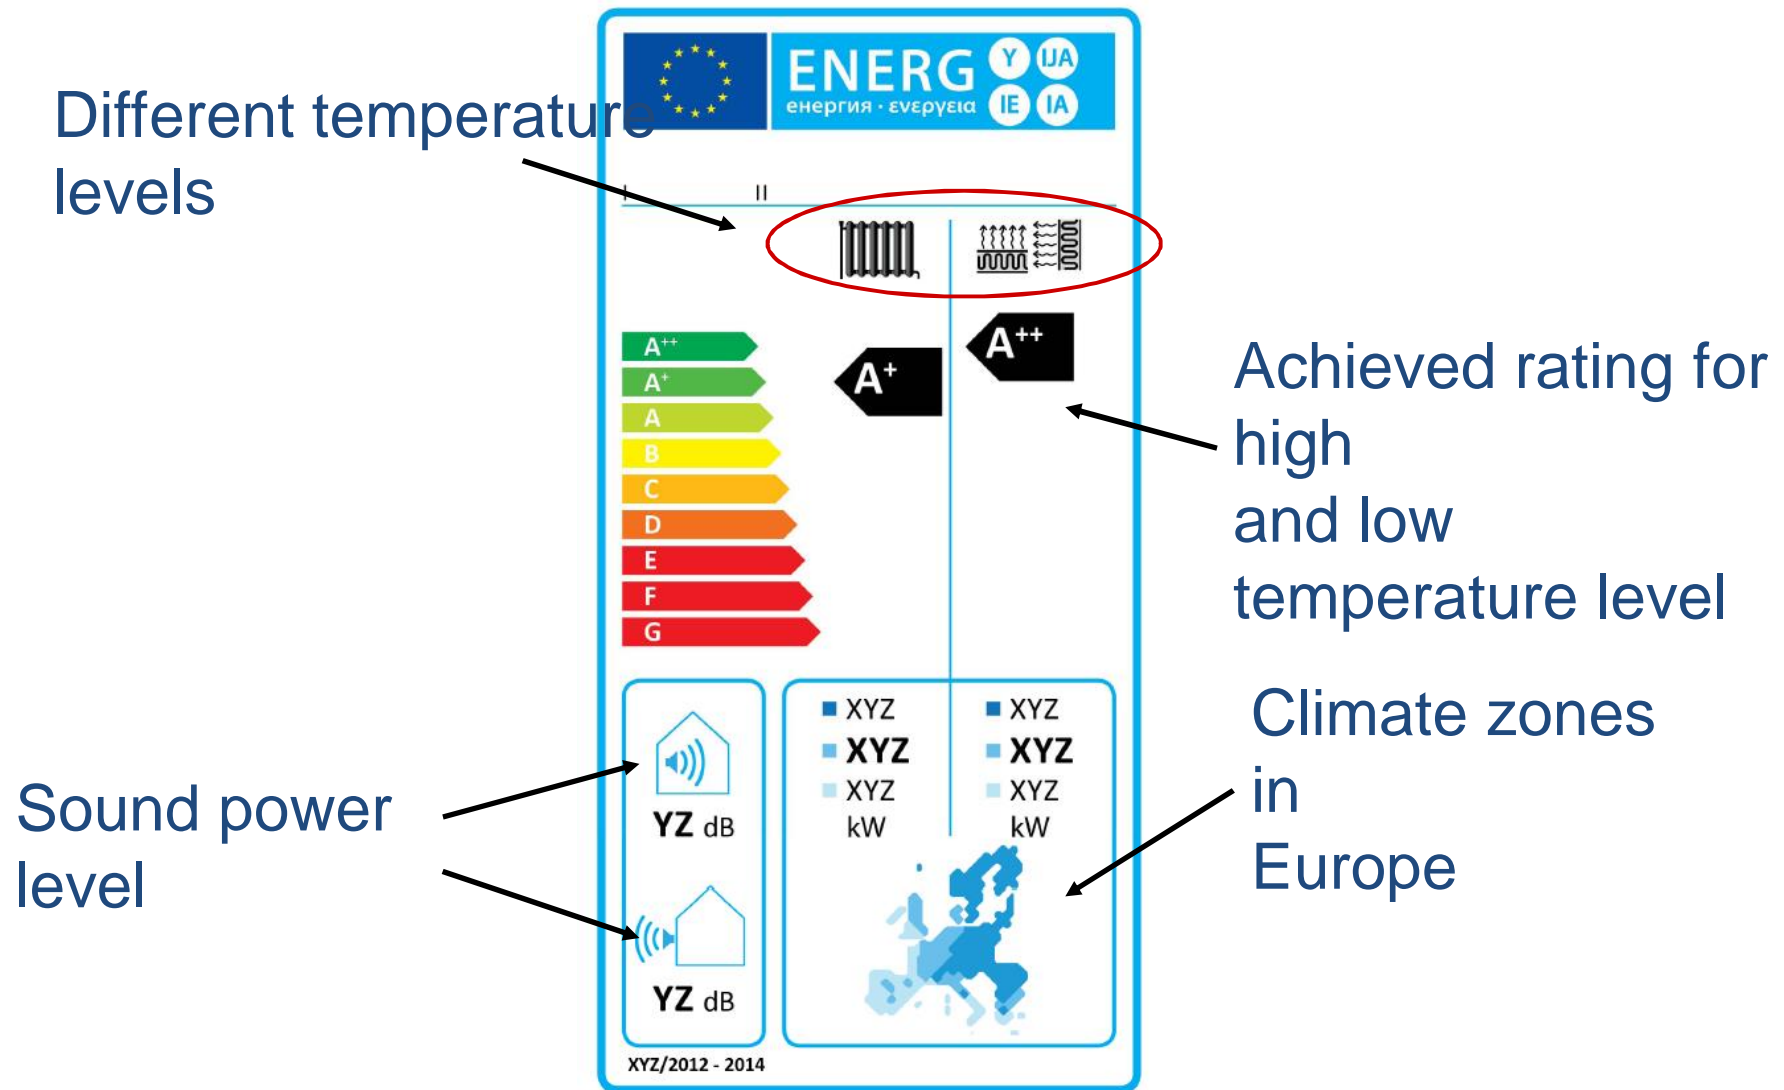 ENERG Y IJA
енергия · ενεργεια IE IA
Different temperature
levels
I II
A++
A+
A
B
C
D
E
F
G
A+
A++
Achieved rating for
high
and low
temperature level
Sound power
level
YZ dB
YZ dB
XYZ
XYZ
XYZ
kW
XYZ
XYZ
XYZ
kW
Climate zones
in
Europe
XYZ/2012 - 2014